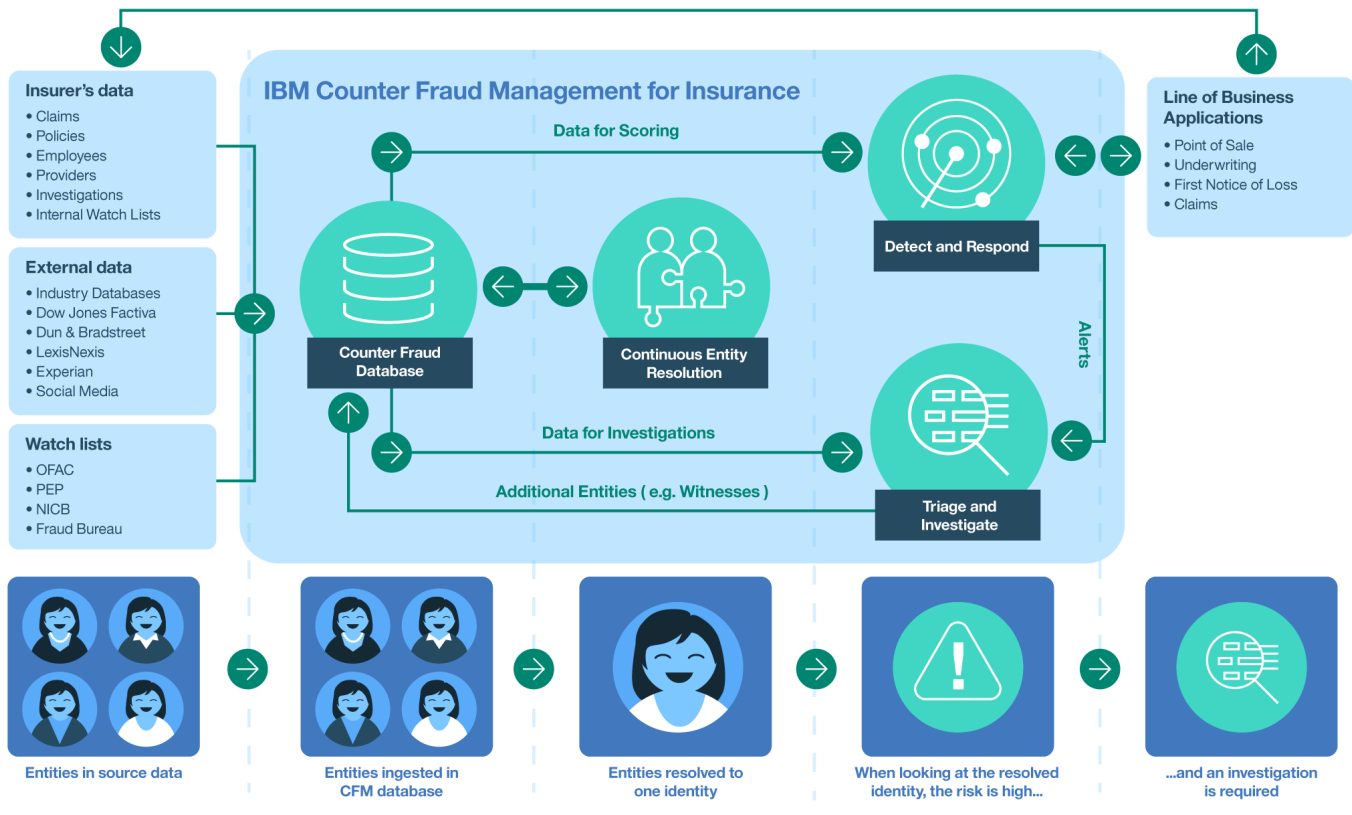 Insurer's data
• Claims
• Policies
• Employees
• Providers
• Investigations
• Internal Watch Lists
External data
• Industry Databases
• Dow Jones Factiva
• Dun & Bradstreet
• LexisNexis
• Experian
• Social Media
Watch lists
• OFAC
• PEP
• NICB
• Fraud Bureau
IBM Counter Fraud Management for Insurance
Data for Scoring
Counter Fraud
Database
Continuous Entity
Resolution
Detect and Respond
Alerts
Data for Investigations
Additional Entities ( e.g. Witnesses )
Triage and
Investigate
Line of Business
Applications
• Point of Sale
• Underwriting
• First Notice of Loss
• Claims
Entities in source data
Entities ingested in
CFM database
Entities resolved to
one identity
When looking at the resolved
identity, the risk is high...
...and an investigation
is required